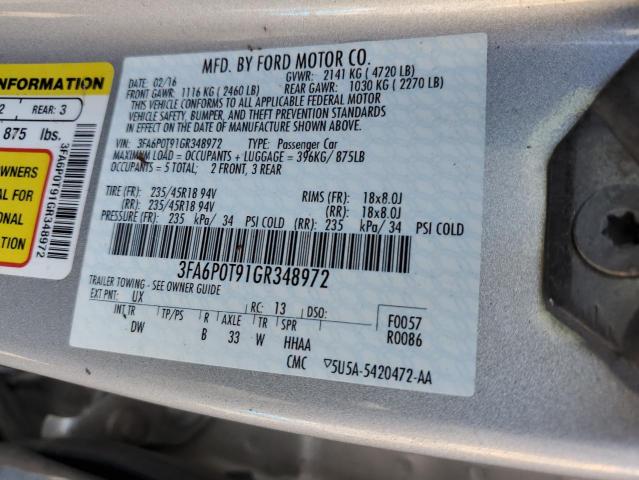 MFD. BY FORD MOTOR CO.
DATE: 02/16 GVWR: 2141 KG ( 4720 LB)
FRONT GAWR: 1116 KG ( 2460 LB) REAR GAWR: 1030 KG ( 2270 LB)
THIS VEHICLE CONFORMS TO ALL APPLICABLE FEDERAL MOTOR
VEHICLE SAFETY, BUMPER, AND THEFT PREVENTION STANDARDS
IN EFFECT ON THE DATE OF MANUFACTURE SHOWN ABOVE.
VIN: 3FA6P0T91GR348972 TYPE: Passenger Car
MAXIMUM LOAD = OCCUPANTS + LUGGAGE = 396KG/ 875LB
OCCUPANTS = 5 TOTAL: 2 FRONT, 3 REAR
TIRE (FR): 235/45R18 94V RIMS (FR): 18x8.0J
(RR): 235/45R18 94V (RR): 18x8.0J
PRESSURE (FR): 235 kPa/ 34 PSI COLD (RR): 235 kPa/ 34 PSI COLD
3FA6P0T91GR348972
TRAILER TOWING - SEE OWNER GUIDE
EXT PNT: UX RC: 13 DSO: F0057
INT TR TP/PS R AXLE TR SPR R0086
DW B 33 W HHAA
CMC ▽5U5A-5420472-AA
INFORMATION
2 REAR: 3
875 lbs.
OWNERS
AL FOR
ONAL
3FA6P0T91GR348972